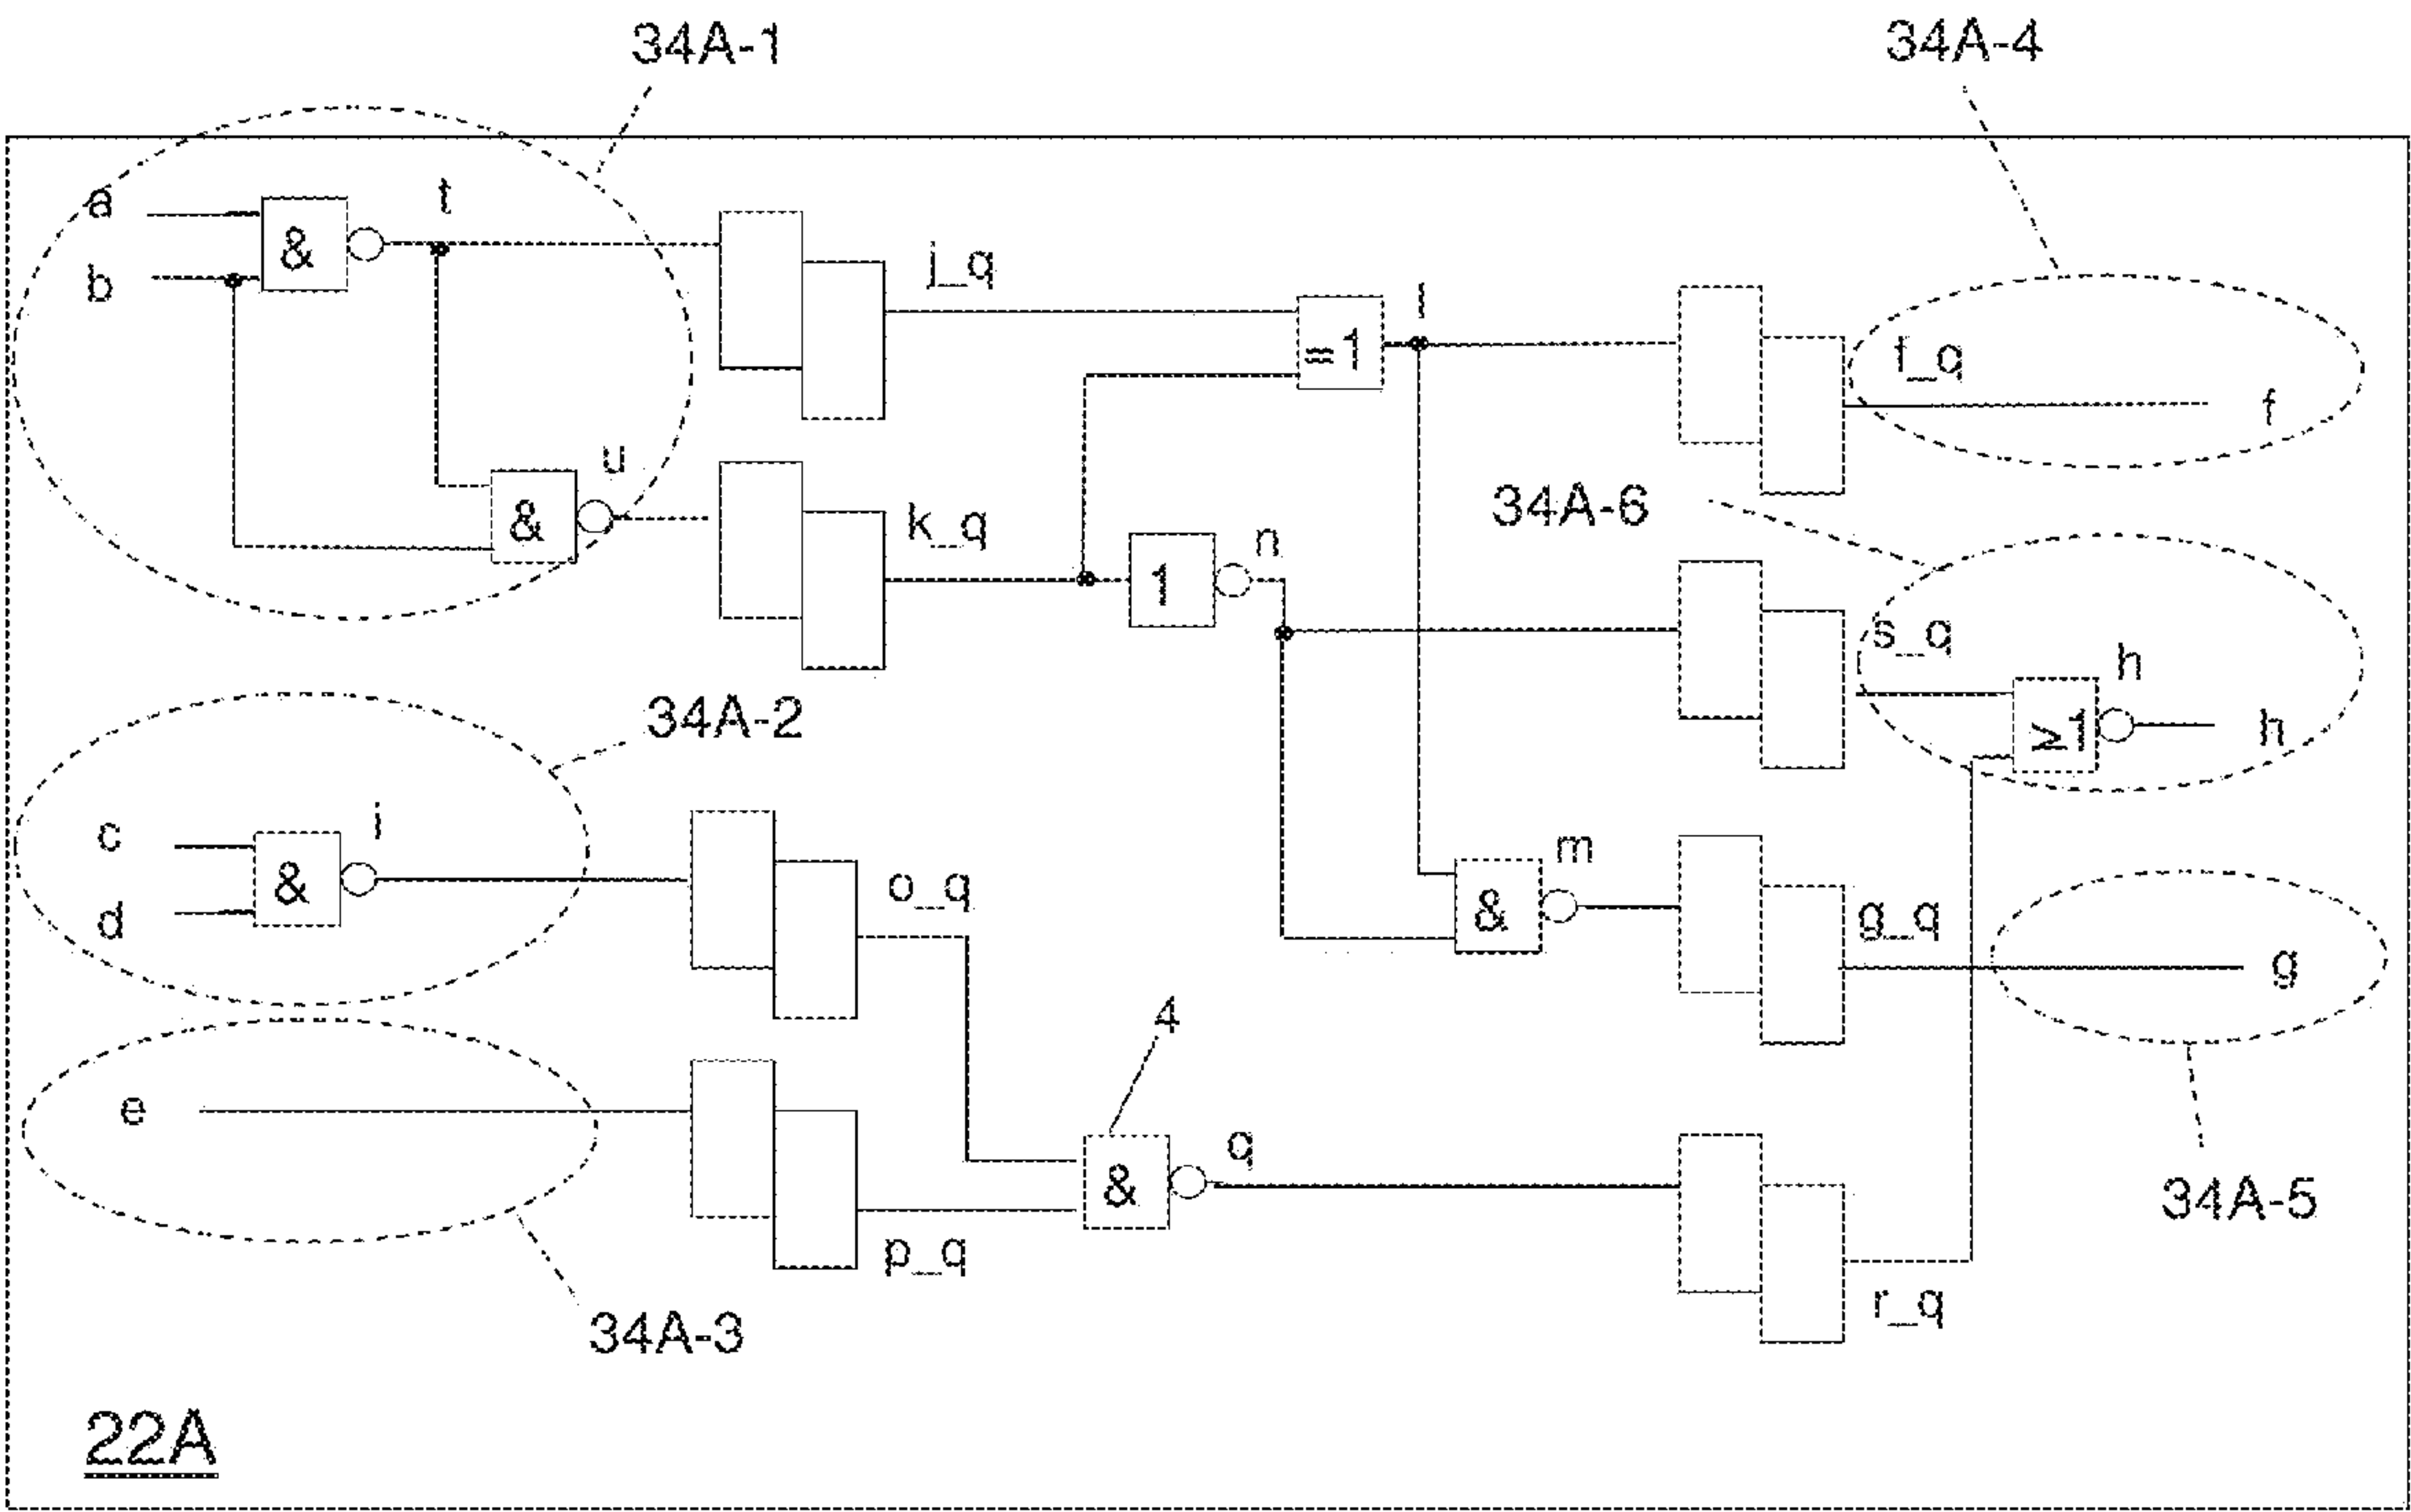 34A-1
34A-4
a
&
t
b
j_q
=1
l
f_q
f
u
&
k_q
1
n
34A-6
s_q
h
≥1
h
34A-2
c
&
i
d
o_q
&
m
g_q
g
4
e
&
q
p_q
34A-5
r_q
34A-3
22A